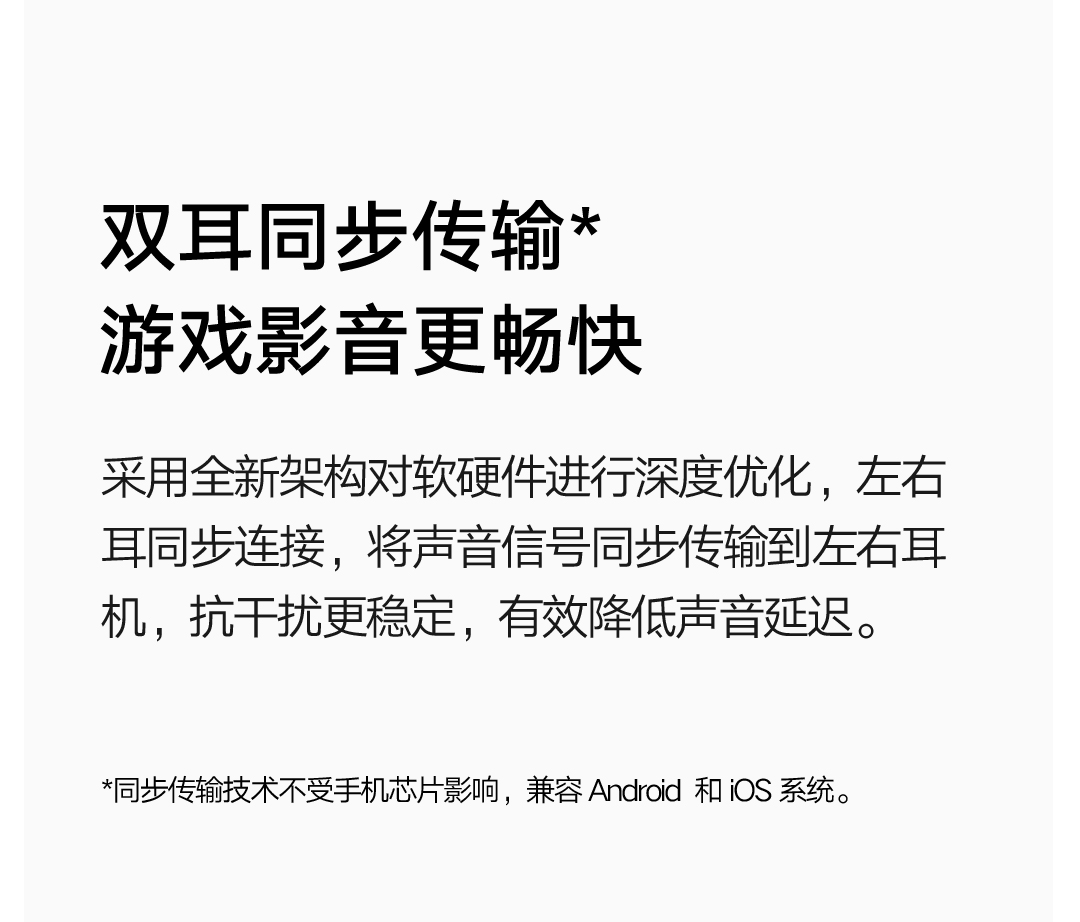 双耳同步传输*
游戏影音更畅快
采用全新架构对软硬件进行深度优化，左右
耳同步连接，将声音信号同步传输到左右耳
机，抗干扰更稳定，有效降低声音延迟。
*同步传输技术不受手机芯片影响，兼容 Android 和 iOS 系统。